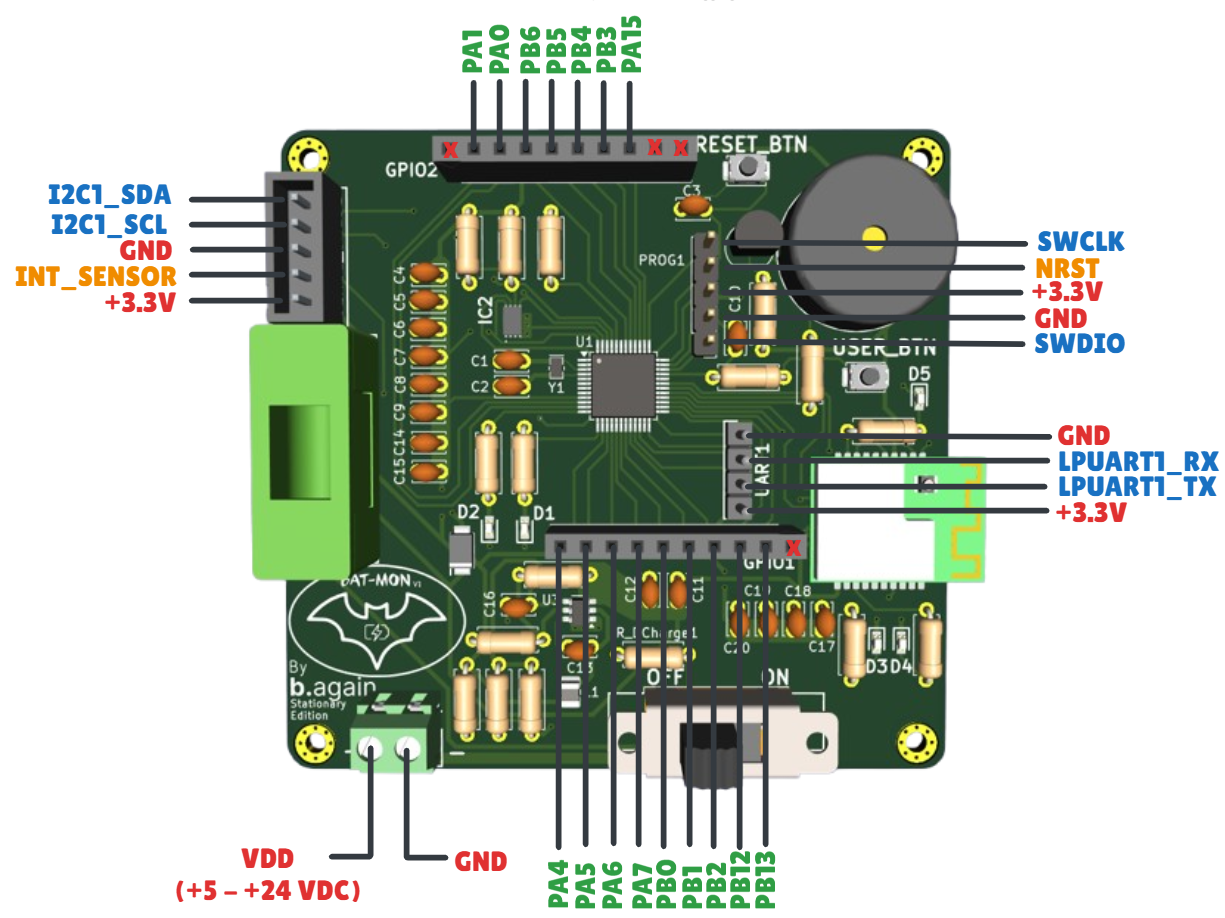 PA1
PA0
PB6
PB5
PB4
PB3
PA15
X
X X
RESET_BTN
GPIO2
I2C1_SDA
I2C1_SCL
GND
INT_SENSOR
+3.3V
C3
PROG1
SWCLK
NRST
+3.3V
GND
SWDIO
C10
C4
C5
C6
C7
C8
C9
C14
C15
IC2
C1
C2
Y1
U1
USER_BTN
D5
UART1
GND
LPUART1_RX
LPUART1_TX
+3.3V
D2
D1
X
GPIO1
BAT-MON V1
By
b.again
Stationary
Edition
C16
U3
C12
C11
C19
C18
C20
C17
C13
R_DCharge1
D3
D4
OFF
ON
VDD
(+5 – +24 VDC)
GND
PA4
PA5
PA6
PA7
PB0
PB1
PB2
PB12
PB13